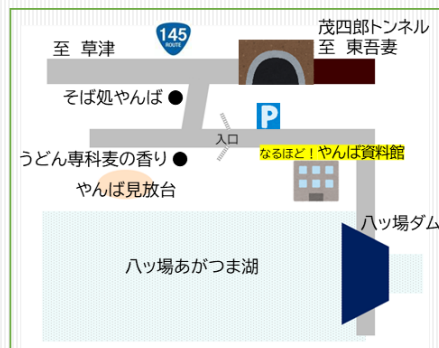 145
ROUTE
茂四郎トンネル
至 草津
至 東吾妻
そば処やんば
P
入口
なるほど！やんば資料館
うどん専科麦の香り
やんば見放台
八ッ場ダム
八ッ場あがつま湖